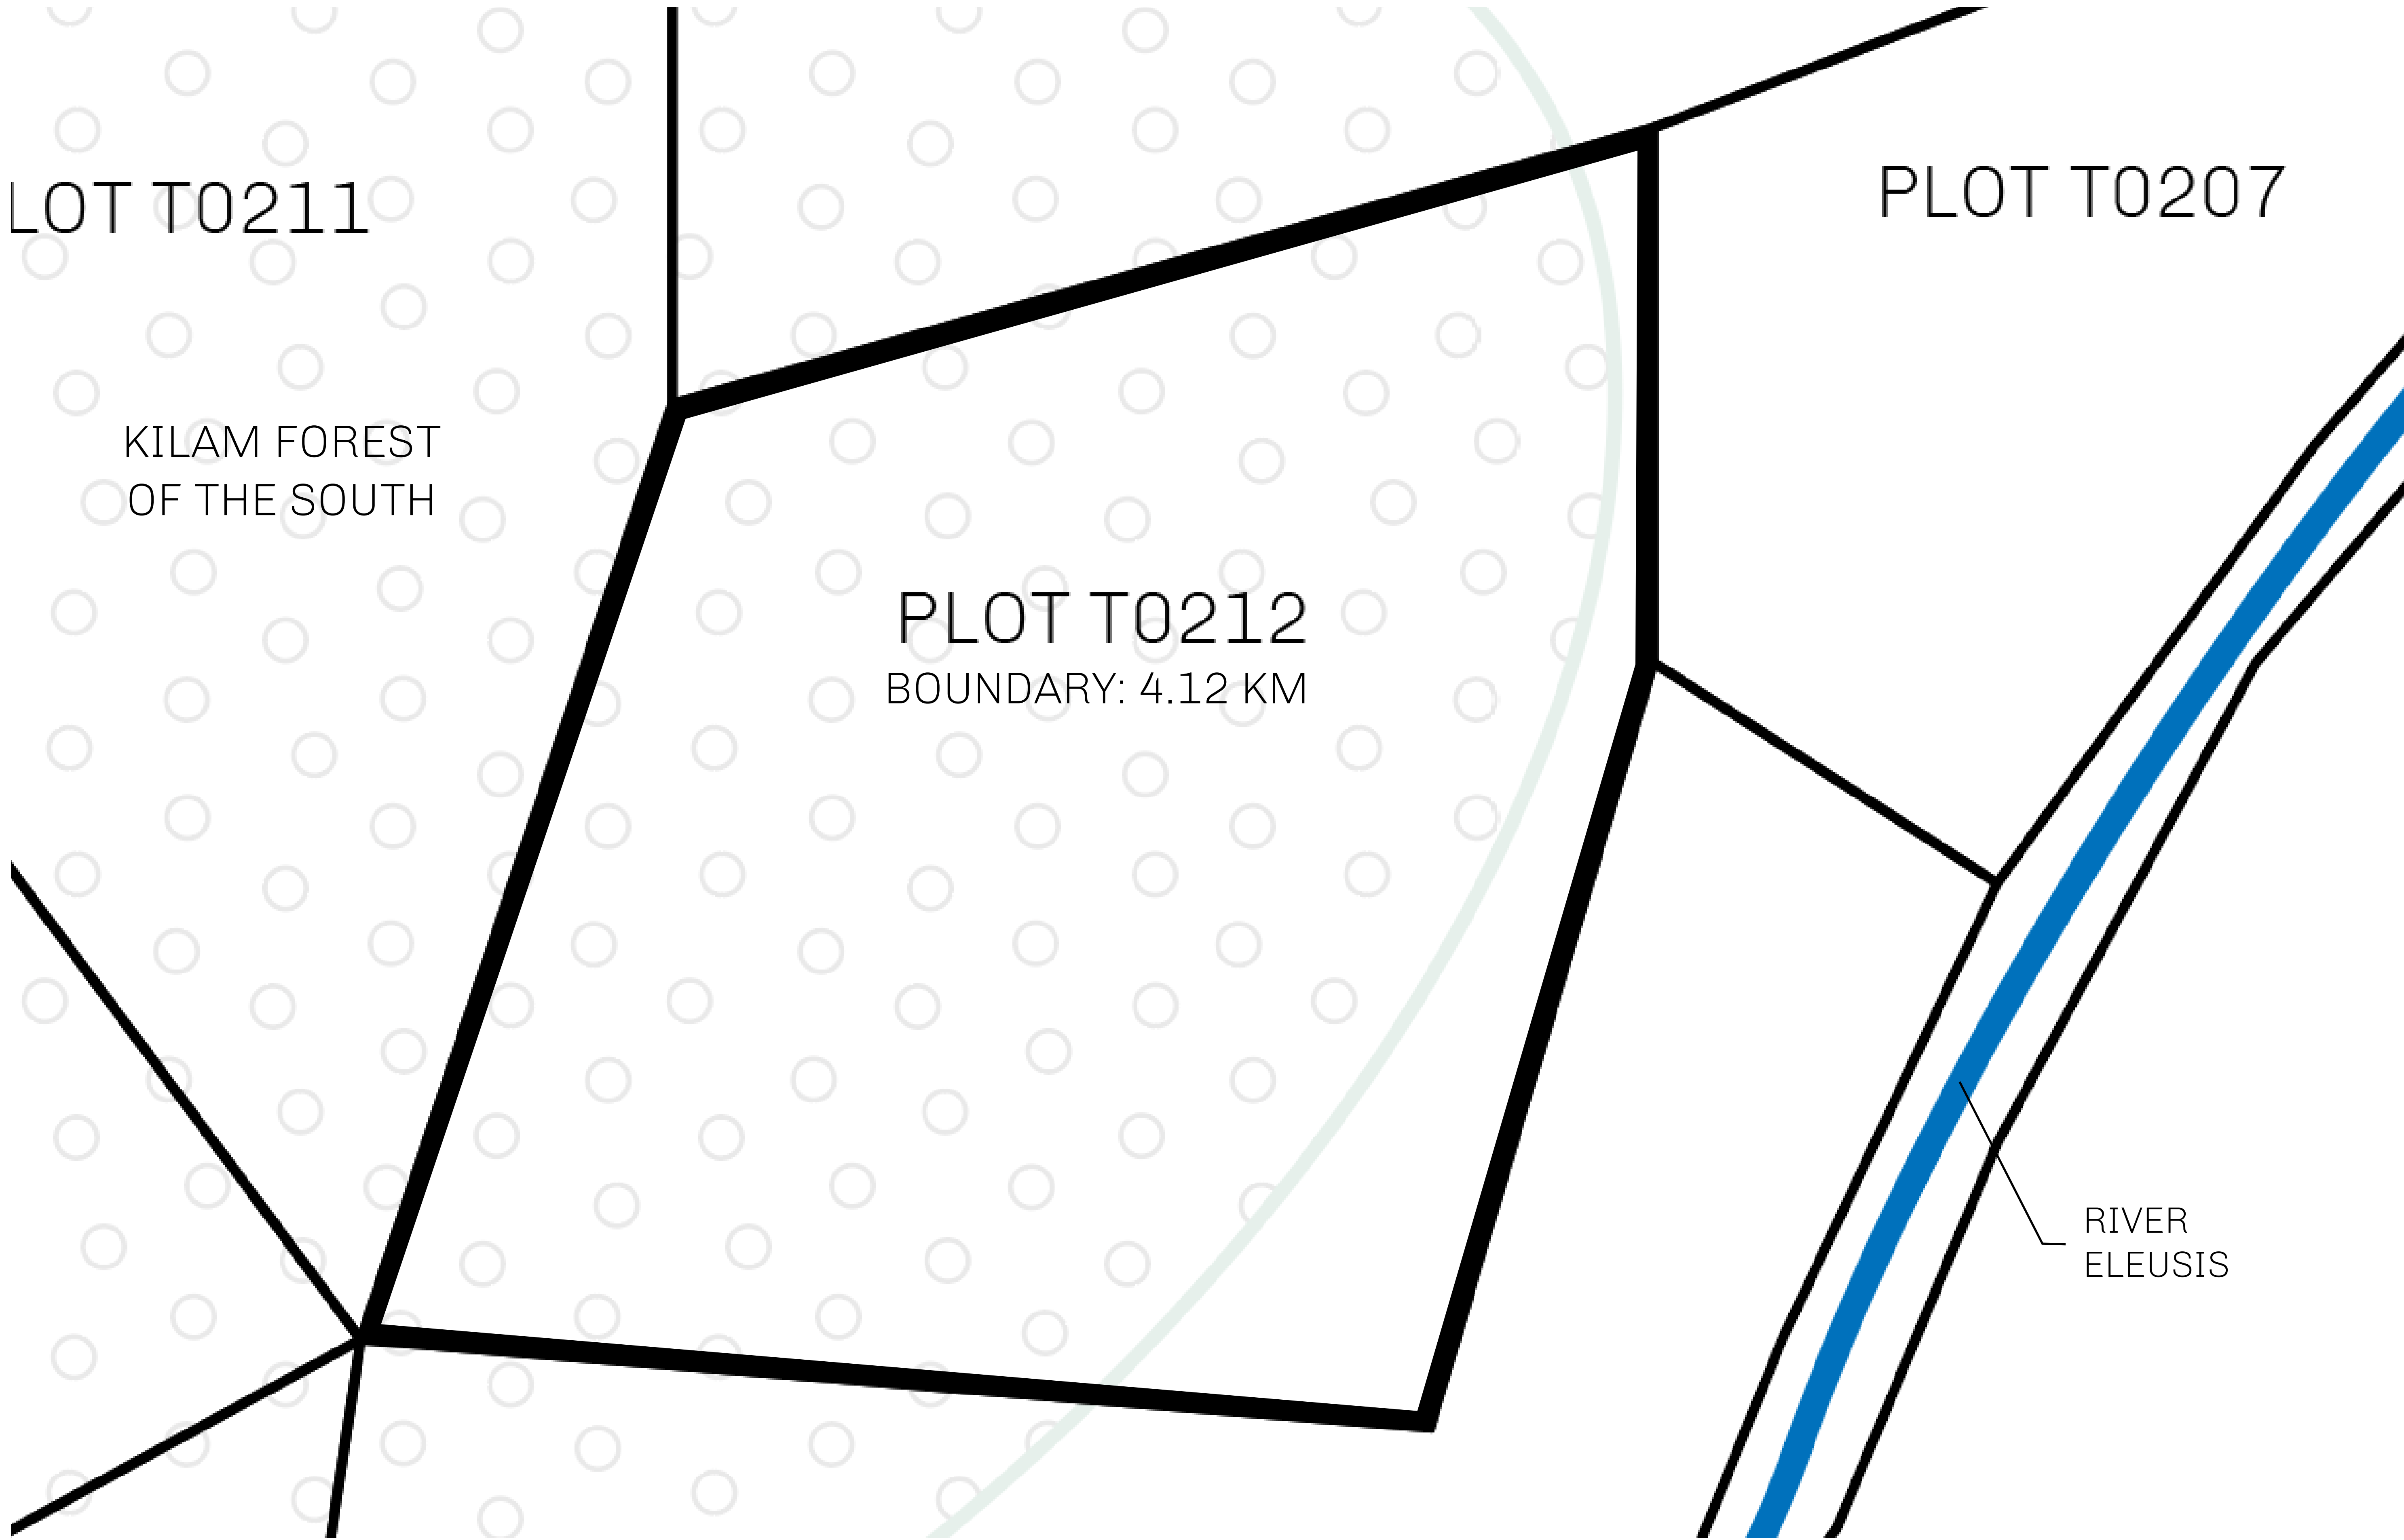 LOT T0211
PLOT T0207
KILAM FOREST
OF THE SOUTH
PLOT T0212
BOUNDARY: 4.12 KM
RIVER
ELEUSIS